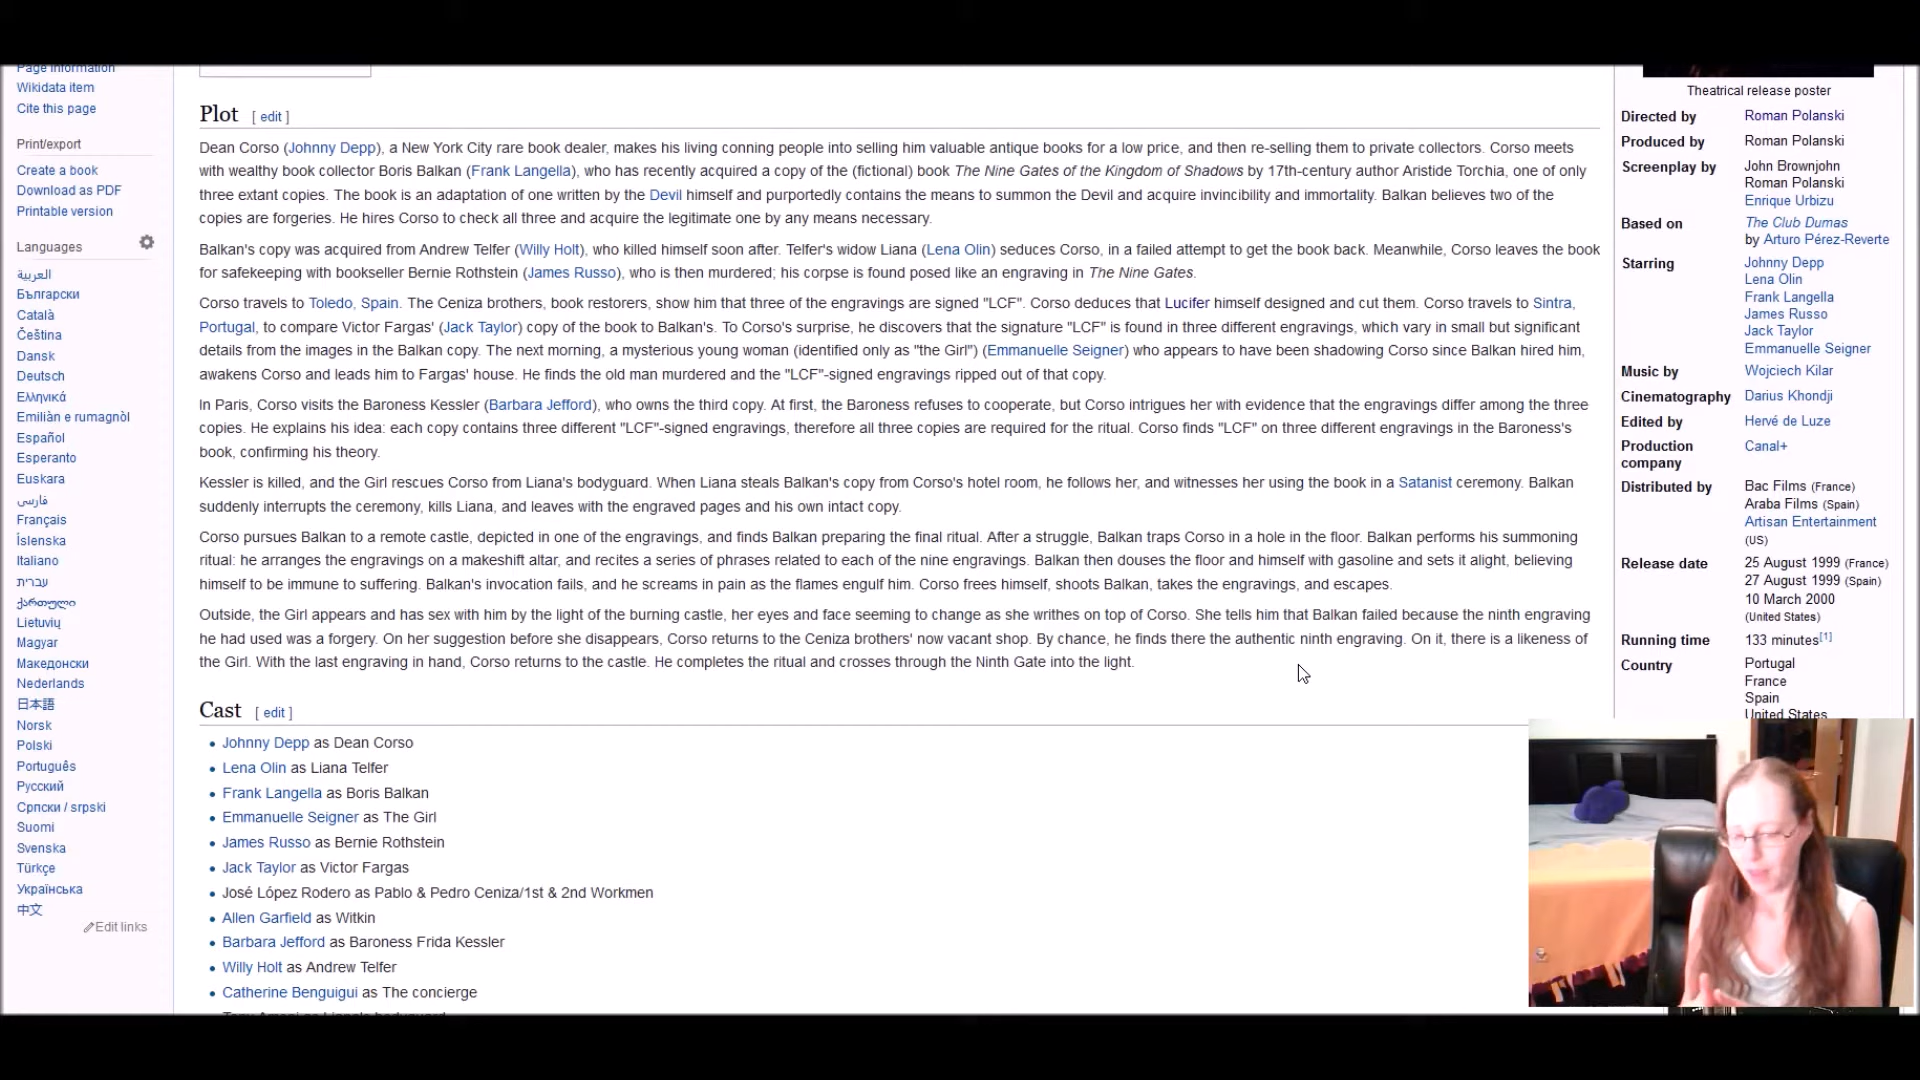 Page information
Wikidata item
Cite this page
Print/export
Create a book
Download as PDF
Printable version
Languages
العربية
Български
Català
Čeština
Dansk
Deutsch
Ελληνικά
Emiliàn e rumagnòl
Español
Esperanto
Euskara
فارسی
Français
Íslenska
Italiano
עברית
ქართული
Lietuvių
Magyar
Македонски
Nederlands
日本語
Norsk
Polski
Português
Русский
Српски / srpski
Suomi
Svenska
Türkçe
Українська
中文
Edit links
Plot [ edit ]
Dean Corso (Johnny Depp), a New York City rare book dealer, makes his living conning people into selling him valuable antique books for a low price, and then re-selling them to private collectors. Corso meets
with wealthy book collector Boris Balkan (Frank Langella), who has recently acquired a copy of the (fictional) book The Nine Gates of the Kingdom of Shadows by 17th-century author Aristide Torchia, one of only
three extant copies. The book is an adaptation of one written by the Devil himself and purportedly contains the means to summon the Devil and acquire invincibility and immortality. Balkan believes two of the
copies are forgeries. He hires Corso to check all three and acquire the legitimate one by any means necessary.
Balkan's copy was acquired from Andrew Telfer (Willy Holt), who killed himself soon after. Telfer's widow Liana (Lena Olin) seduces Corso, in a failed attempt to get the book back. Meanwhile, Corso leaves the book
for safekeeping with bookseller Bernie Rothstein (James Russo), who is then murdered; his corpse is found posed like an engraving in The Nine Gates.
Corso travels to Toledo, Spain. The Ceniza brothers, book restorers, show him that three of the engravings are signed "LCF". Corso deduces that Lucifer himself designed and cut them. Corso travels to Sintra,
Portugal, to compare Victor Fargas' (Jack Taylor) copy of the book to Balkan's. To Corso's surprise, he discovers that the signature "LCF" is found in three different engravings, which vary in small but significant
details from the images in the Balkan copy. The next morning, a mysterious young woman (identified only as "the Girl") (Emmanuelle Seigner) who appears to have been shadowing Corso since Balkan hired him,
awakens Corso and leads him to Fargas' house. He finds the old man murdered and the "LCF"-signed engravings ripped out of that copy.
In Paris, Corso visits the Baroness Kessler (Barbara Jefford), who owns the third copy. At first, the Baroness refuses to cooperate, but Corso intrigues her with evidence that the engravings differ among the three
copies. He explains his idea: each copy contains three different "LCF"-signed engravings, therefore all three copies are required for the ritual. Corso finds "LCF" on three different engravings in the Baroness's
book, confirming his theory.
Kessler is killed, and the Girl rescues Corso from Liana's bodyguard. When Liana steals Balkan's copy from Corso's hotel room, he follows her, and witnesses her using the book in a Satanist ceremony. Balkan
suddenly interrupts the ceremony, kills Liana, and leaves with the engraved pages and his own intact copy.
Corso pursues Balkan to a remote castle, depicted in one of the engravings, and finds Balkan preparing the final ritual. After a struggle, Balkan traps Corso in a hole in the floor. Balkan performs his summoning
ritual: he arranges the engravings on a makeshift altar, and recites a series of phrases related to each of the nine engravings. Balkan then douses the floor and himself with gasoline and sets it alight, believing
himself to be immune to suffering. Balkan's invocation fails, and he screams in pain as the flames engulf him. Corso frees himself, shoots Balkan, takes the engravings, and escapes.
Outside, the Girl appears and has sex with him by the light of the burning castle, her eyes and face seeming to change as she writhes on top of Corso. She tells him that Balkan failed because the ninth engraving
he had used was a forgery. On her suggestion before she disappears, Corso returns to the Ceniza brothers' now vacant shop. By chance, he finds there the authentic ninth engraving. On it, there is a likeness of
the Girl. With the last engraving in hand, Corso returns to the castle. He completes the ritual and crosses through the Ninth Gate into the light.
Cast [ edit ]
Johnny Depp as Dean Corso
Lena Olin as Liana Telfer
Frank Langella as Boris Balkan
Emmanuelle Seigner as The Girl
James Russo as Bernie Rothstein
Jack Taylor as Victor Fargas
José López Rodero as Pablo & Pedro Ceniza/1st & 2nd Workmen
Allen Garfield as Witkin
Barbara Jefford as Baroness Frida Kessler
Willy Holt as Andrew Telfer
Catherine Benguigui as The concierge
Theatrical release poster
Directed by Roman Polanski
Produced by Roman Polanski
Screenplay by John Brownjohn
Roman Polanski
Enrique Urbizu
Based on The Club Dumas
by Arturo Pérez-Reverte
Starring Johnny Depp
Lena Olin
Frank Langella
James Russo
Jack Taylor
Emmanuelle Seigner
Music by Wojciech Kilar
Cinematography Darius Khondji
Edited by Hervé de Luze
Production company Canal+
Distributed by Bac Films (France)
Araba Films (Spain)
Artisan Entertainment
(US)
Release date 25 August 1999 (France)
27 August 1999 (Spain)
10 March 2000
(United States)
Running time 133 minutes[1]
Country Portugal
France
Spain
United States